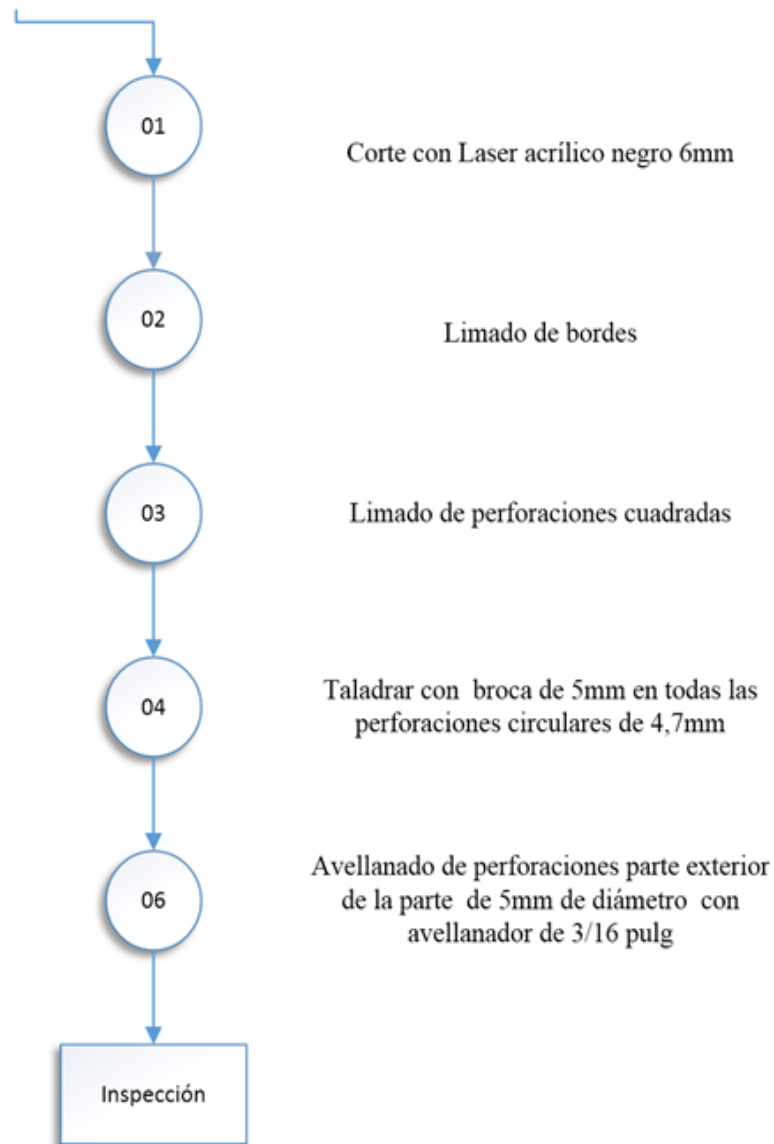 01
Corte con Laser acrílico negro 6mm
02
Limado de bordes
03
Limado de perforaciones cuadradas
04
Taladrar con broca de 5mm en todas las
perforaciones circulares de 4,7mm
06
Avellanado de perforaciones parte exterior
de la parte de 5mm de diámetro con
avellanador de 3/16 pulg
Inspección